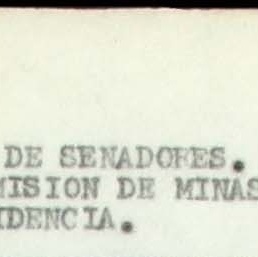 DE SENADORES.
MISION DE MINAS
IDENCIA.